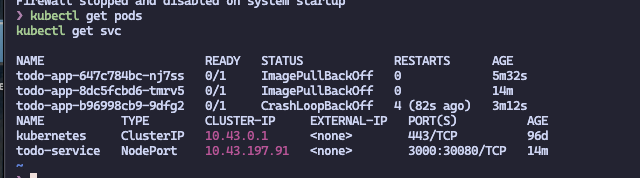 Firewall stopped and disabled on system startup
❯ kubectl get pods
kubectl get svc
NAME READY STATUS RESTARTS AGE
todo-app-647c784bc-nj7ss 0/1 ImagePullBackOff 0 5m32s
todo-app-8dc5fcbd6-tmrv5 0/1 ImagePullBackOff 0 14m
todo-app-b96998cb9-9dfg2 0/1 CrashLoopBackOff 4 (82s ago) 3m12s
NAME TYPE CLUSTER-IP EXTERNAL-IP PORT(S) AGE
kubernetes ClusterIP 10.43.0.1 <none> 443/TCP 96d
todo-service NodePort 10.43.197.91 <none> 3000:30080/TCP 14m
~
❯